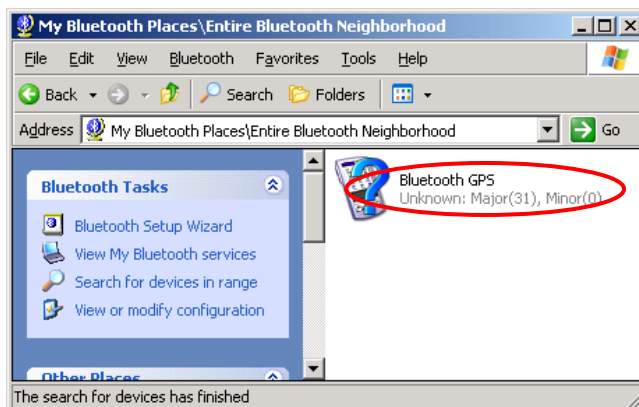 My Bluetooth Places\Entire Bluetooth Neighborhood
File Edit View Bluetooth Favorites Tools Help
Back Search Folders
Address My Bluetooth Places\Entire Bluetooth Neighborhood Go
Bluetooth Tasks
Bluetooth Setup Wizard
View My Bluetooth services
Search for devices in range
View or modify configuration
Other Places
Bluetooth GPS
Unknown: Major(31), Minor(0)
The search for devices has finished